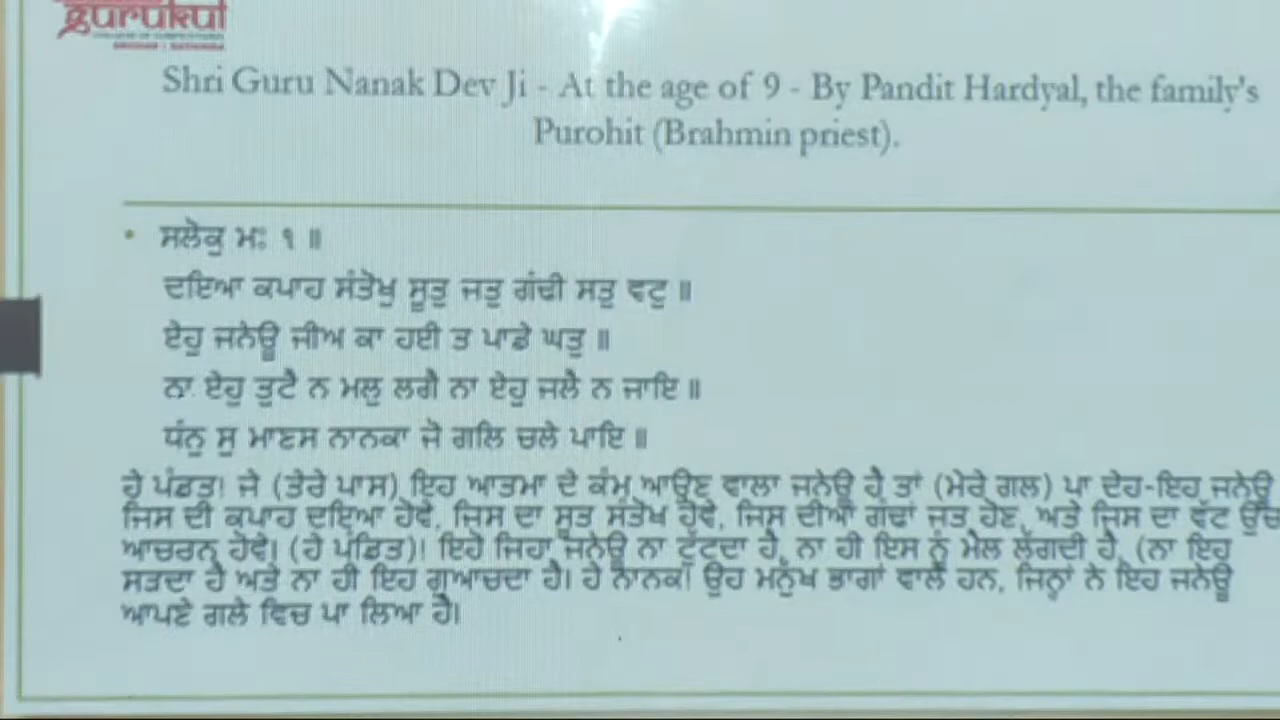 gurukul
Shri Guru Nanak Dev Ji - At the age of 9 - By Pandit Hardyal, the family's
Purohit (Brahmin priest).
• ਸਲੋਕੁ ਮਃ ੧ ॥
ਦਇਆ ਕਪਾਹ ਸੰਤੋਖੁ ਸੂਤੁ ਜਤੁ ਗੰਢੀ ਸਤੁ ਵਟੁ ॥
ਏਹੁ ਜਨੇਊ ਜੀਅ ਕਾ ਹਈ ਤ ਪਾਡੇ ਘਤੁ ॥
ਨਾ ਏਹੁ ਤੁਟੈ ਨ ਮਲੁ ਲਗੈ ਨਾ ਏਹੁ ਜਲੈ ਨ ਜਾਇ ॥
ਧੰਨੁ ਸੁ ਮਾਣਸ ਨਾਨਕਾ ਜੋ ਗਲਿ ਚਲੇ ਪਾਇ ॥
ਹੇ ਪੰਡਤ! ਜੇ (ਤੇਰੇ ਪਾਸ) ਇਹ ਆਤਮਾ ਦੇ ਕੰਮ ਆਉਣ ਵਾਲਾ ਜਨੇਊ ਹੈ ਤਾਂ (ਮੇਰੇ ਗਲ) ਪਾ ਦੇਹ-ਇਹ ਜਨੇਊ
ਜਿਸ ਦੀ ਕਪਾਹ ਦਇਆ ਹੋਵੇ, ਜਿਸ ਦਾ ਸੂਤ ਸੰਤੋਖ ਹੋਵੇ, ਜਿਸ ਦੀਆਂ ਗੰਢਾਂ ਜਤ ਹੋਣ, ਅਤੇ ਜਿਸ ਦਾ ਵੱਟ ਉੱਚਾ
ਆਚਰਨ ਹੋਵੇ। (ਹੇ ਪੰਡਿਤ)! ਇਹੋ ਜਿਹਾ ਜਨੇਊ ਨਾ ਟੁੱਟਦਾ ਹੈ, ਨਾ ਹੀ ਇਸ ਨੂੰ ਮੈਲ ਲੱਗਦੀ ਹੈ, (ਨਾ ਇਹ
ਸੜਦਾ ਹੈ ਅਤੇ ਨਾ ਹੀ ਇਹ ਗੁਆਚਦਾ ਹੈ। ਹੇ ਨਾਨਕ! ਉਹ ਮਨੁੱਖ ਭਾਗਾਂ ਵਾਲੇ ਹਨ, ਜਿਨ੍ਹਾਂ ਨੇ ਇਹ ਜਨੇਊ
ਆਪਣੇ ਗਲੇ ਵਿਚ ਪਾ ਲਿਆ ਹੈ।